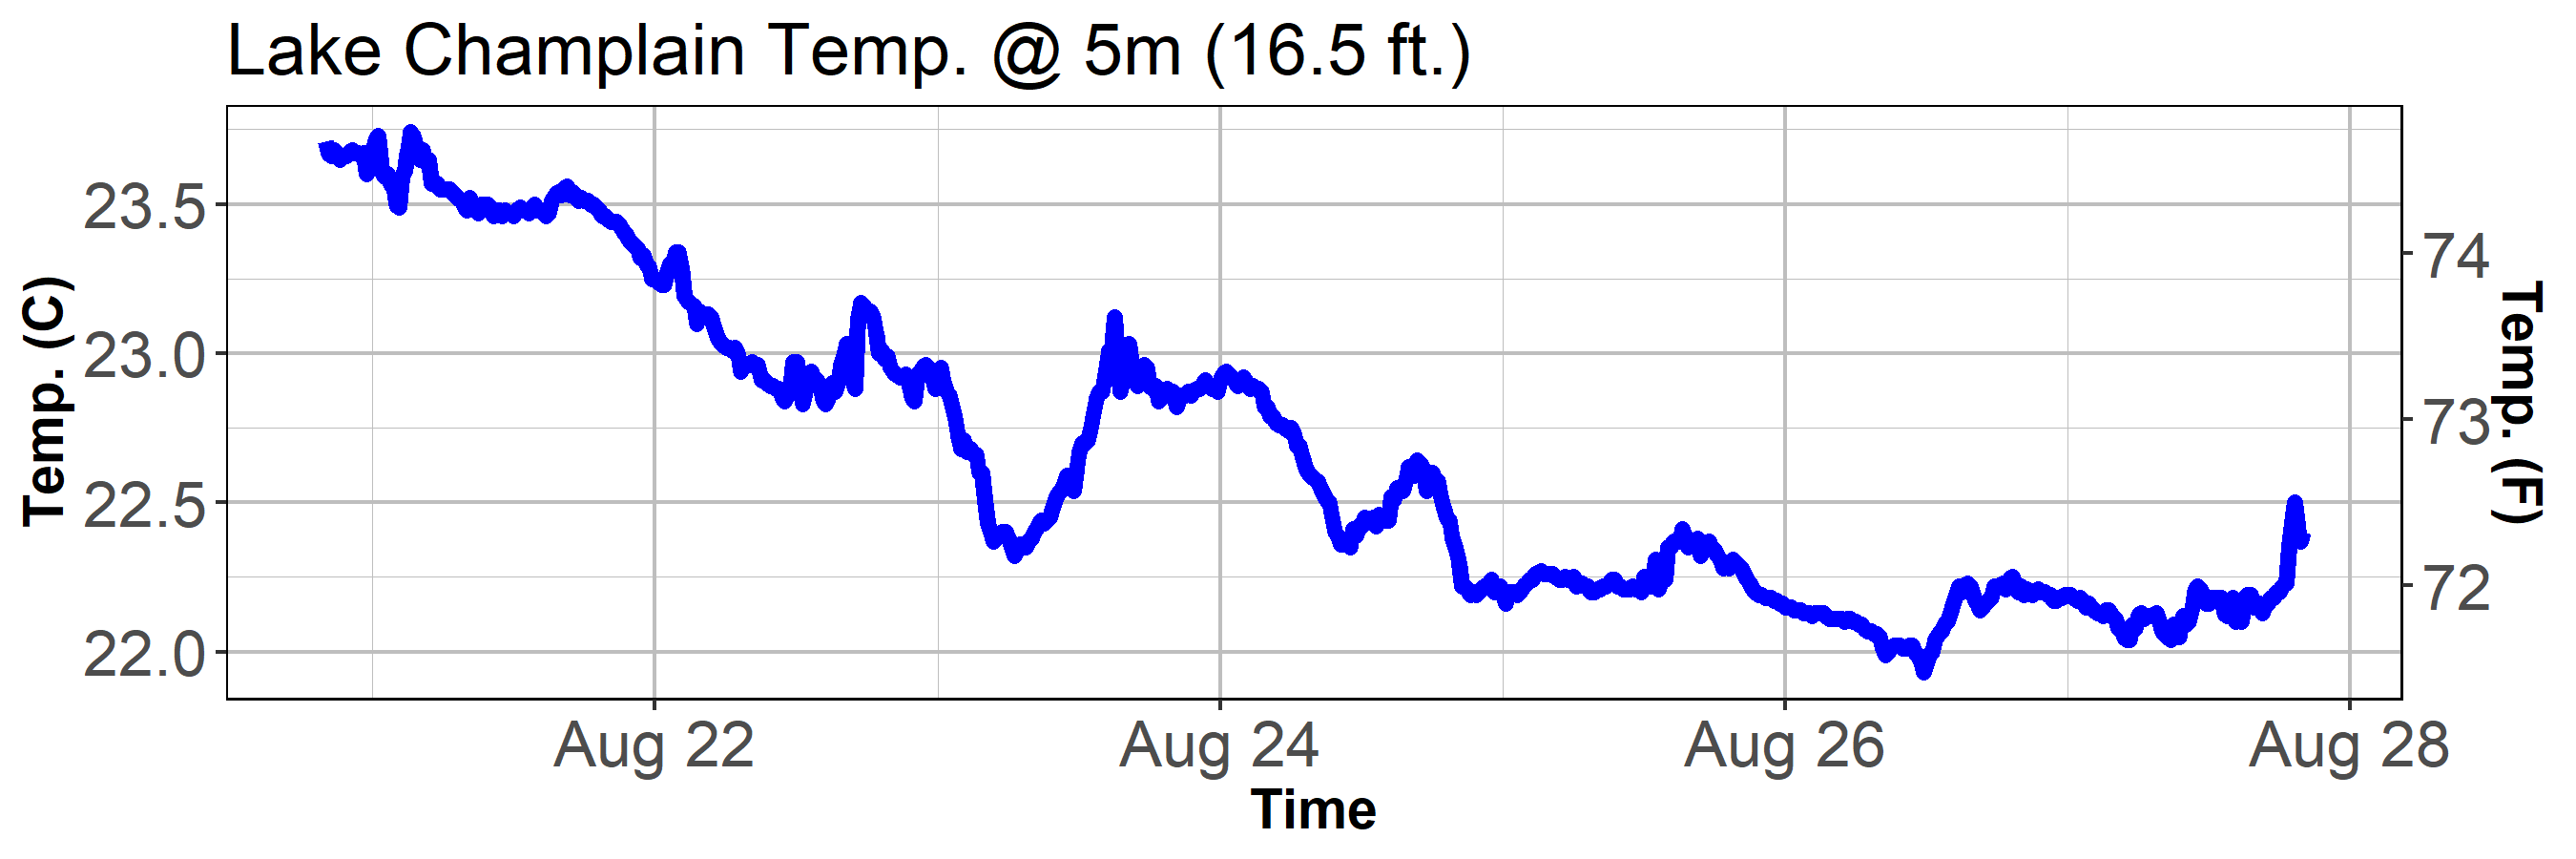 Lake Champlain Temp. @ 5m (16.5 ft.)
Temp. (C)
23.5
23.0
22.5
22.0
74
73
72
Temp. (F)
Aug 22
Aug 24
Aug 26
Aug 28
Time